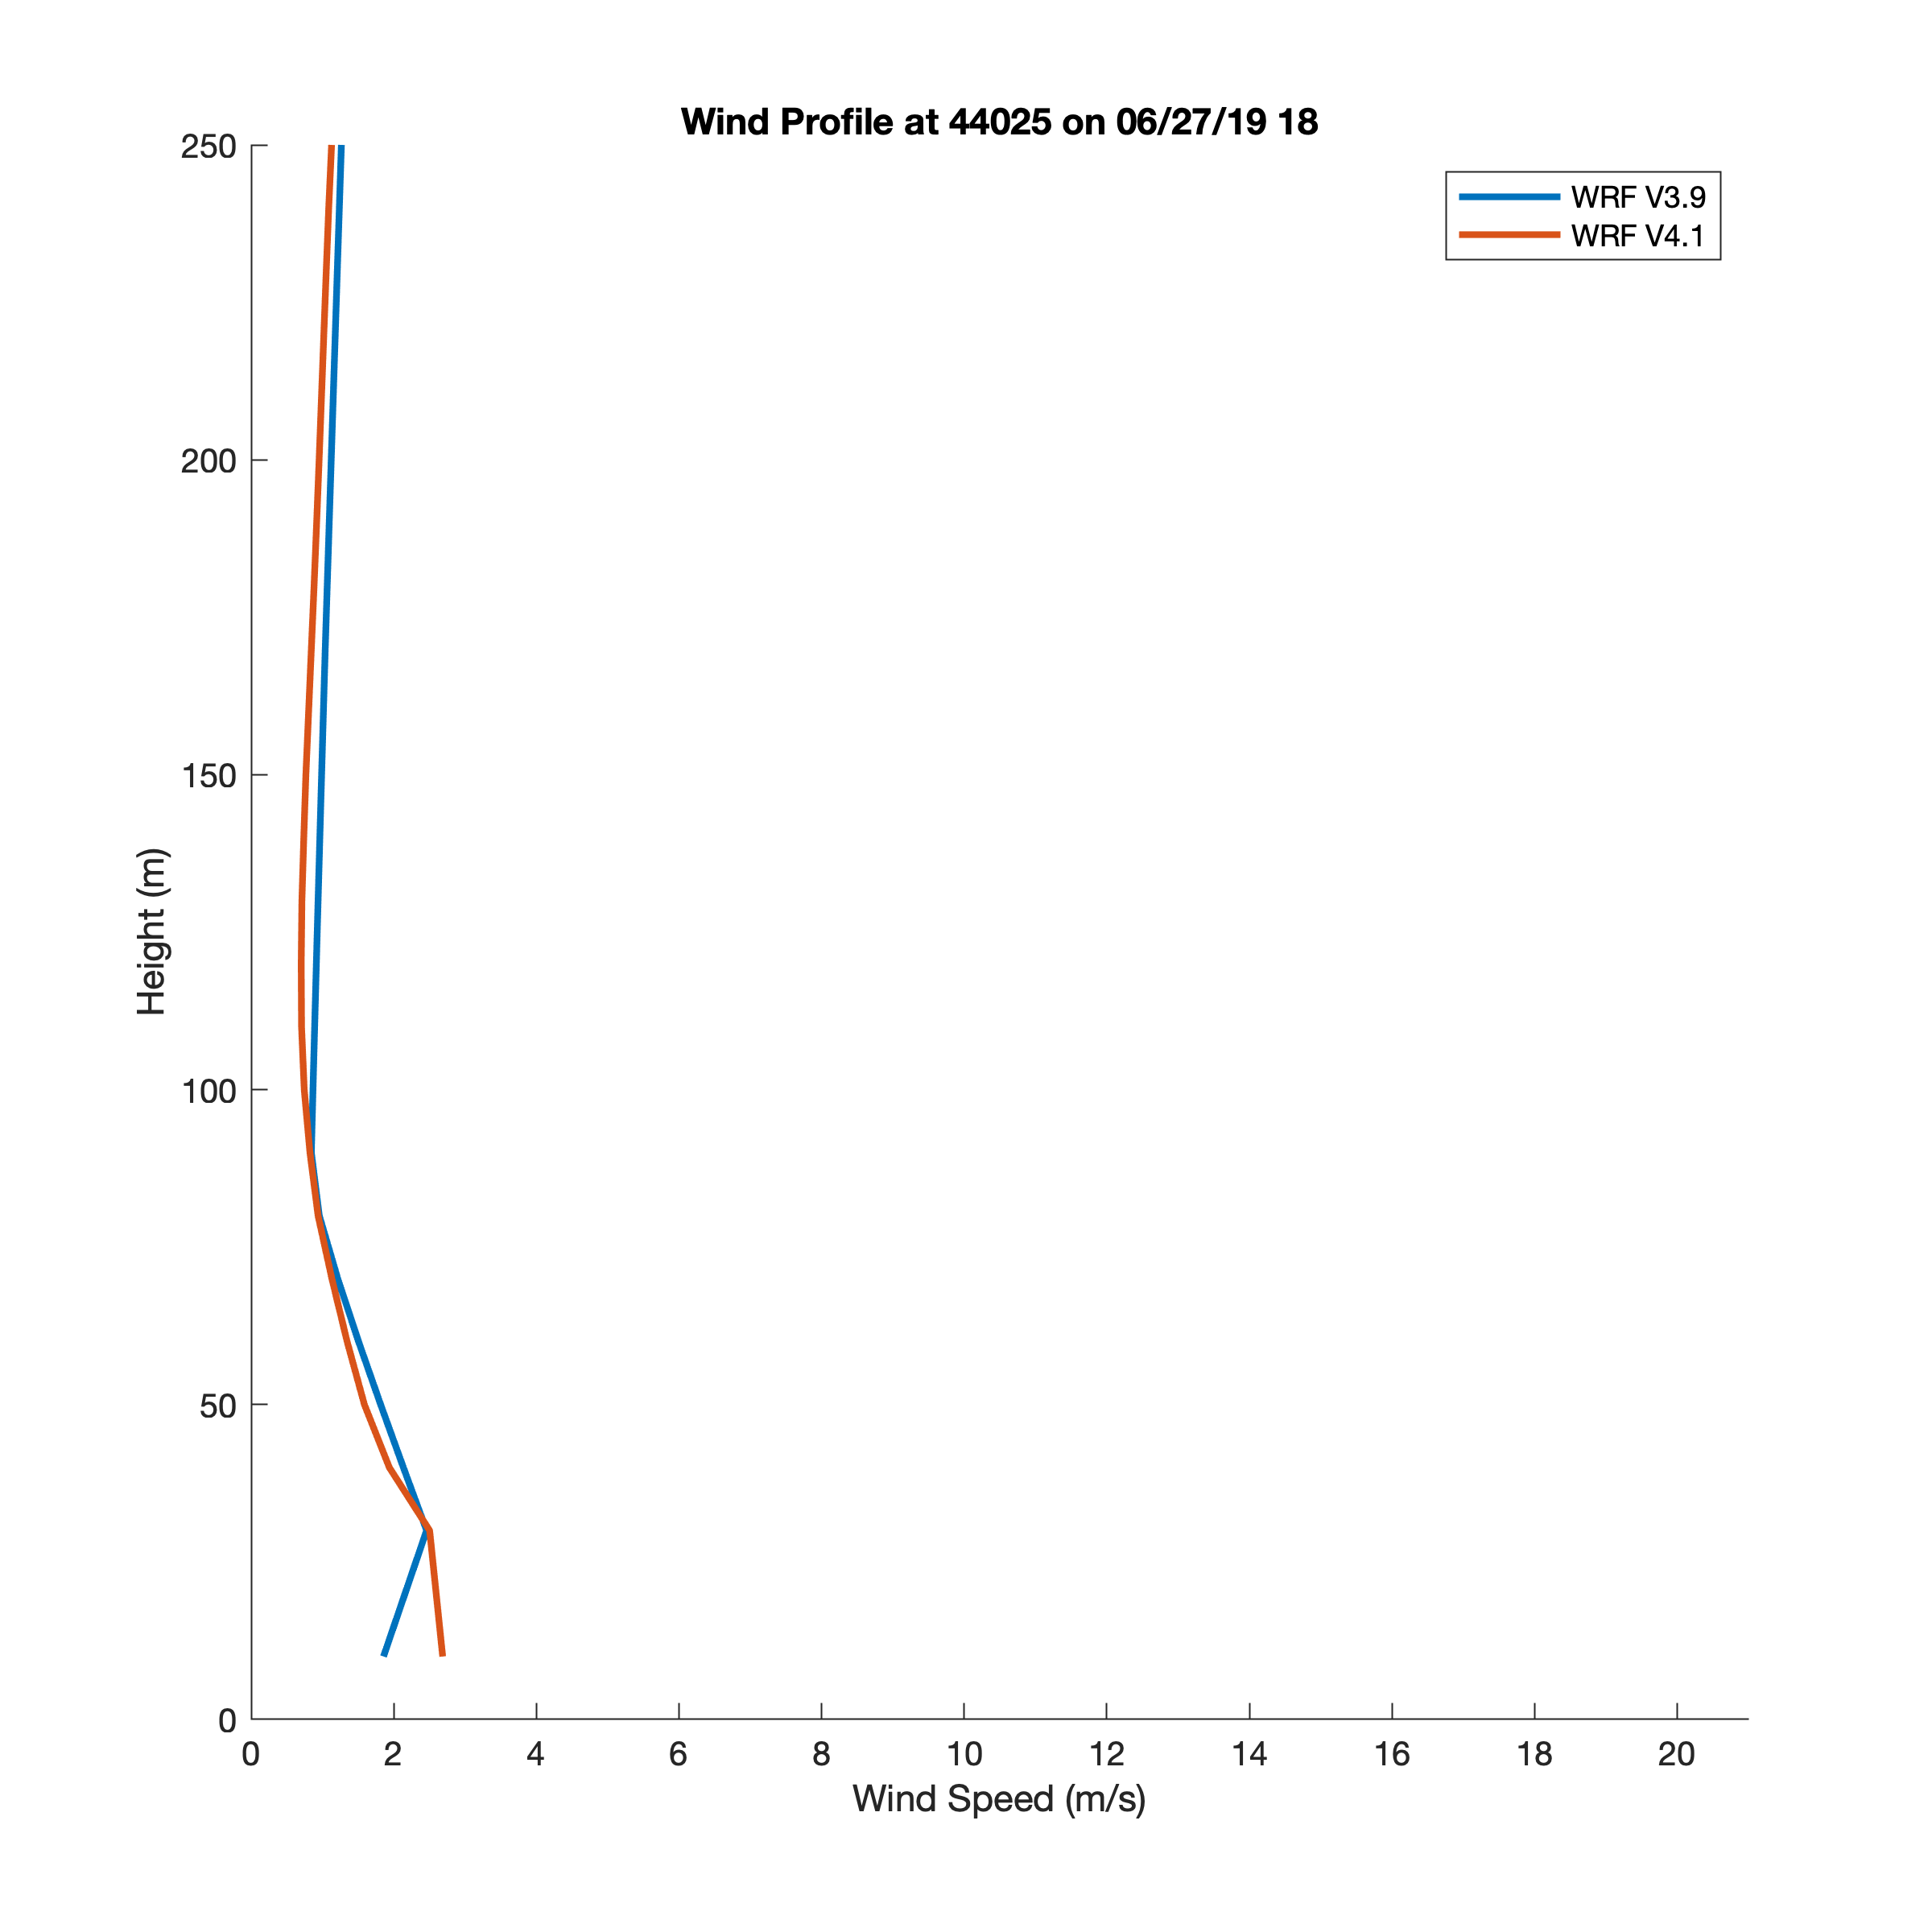 Wind Profile at 44025 on 06/27/19 18
WRF V3.9
WRF V4.1
250
200
150
100
50
0
Height (m)
0 2 4 6 8 10 12 14 16 18 20
Wind Speed (m/s)